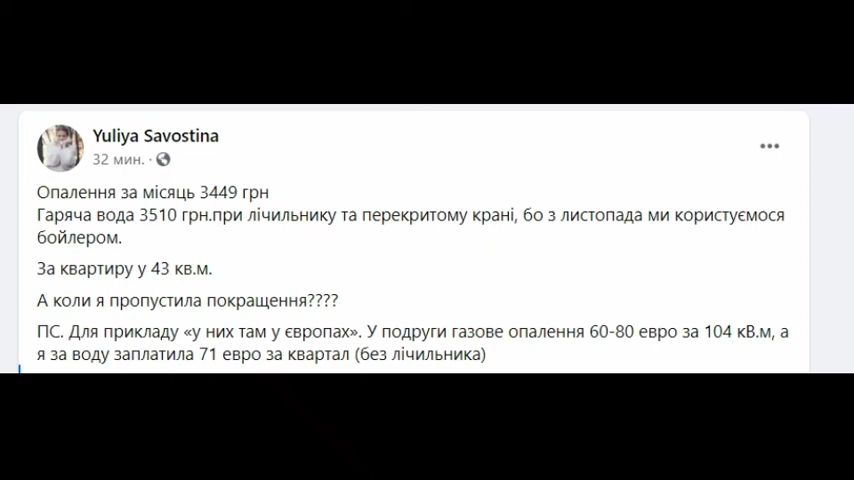 Yuliya Savostina
32 мин. ·
Опалення за місяць 3449 грн
Гаряча вода 3510 грн.при лічильнику та перекритому крані, бо з листопада ми користуємося
бойлером.
За квартиру у 43 кв.м.
А коли я пропустила покращення????
ПС. Для прикладу «у них там у європах». У подруги газове опалення 60-80 евро за 104 кВ.м, а
я за воду заплатила 71 евро за квартал (без лічильника)